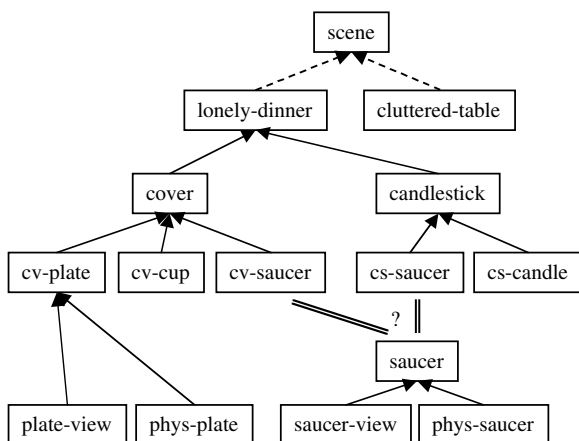 scene
lonely-dinner cluttered-table
cover candlestick
cv-plate cv-cup cv-saucer cs-saucer cs-candle
?
saucer
plate-view phys-plate saucer-view phys-saucer